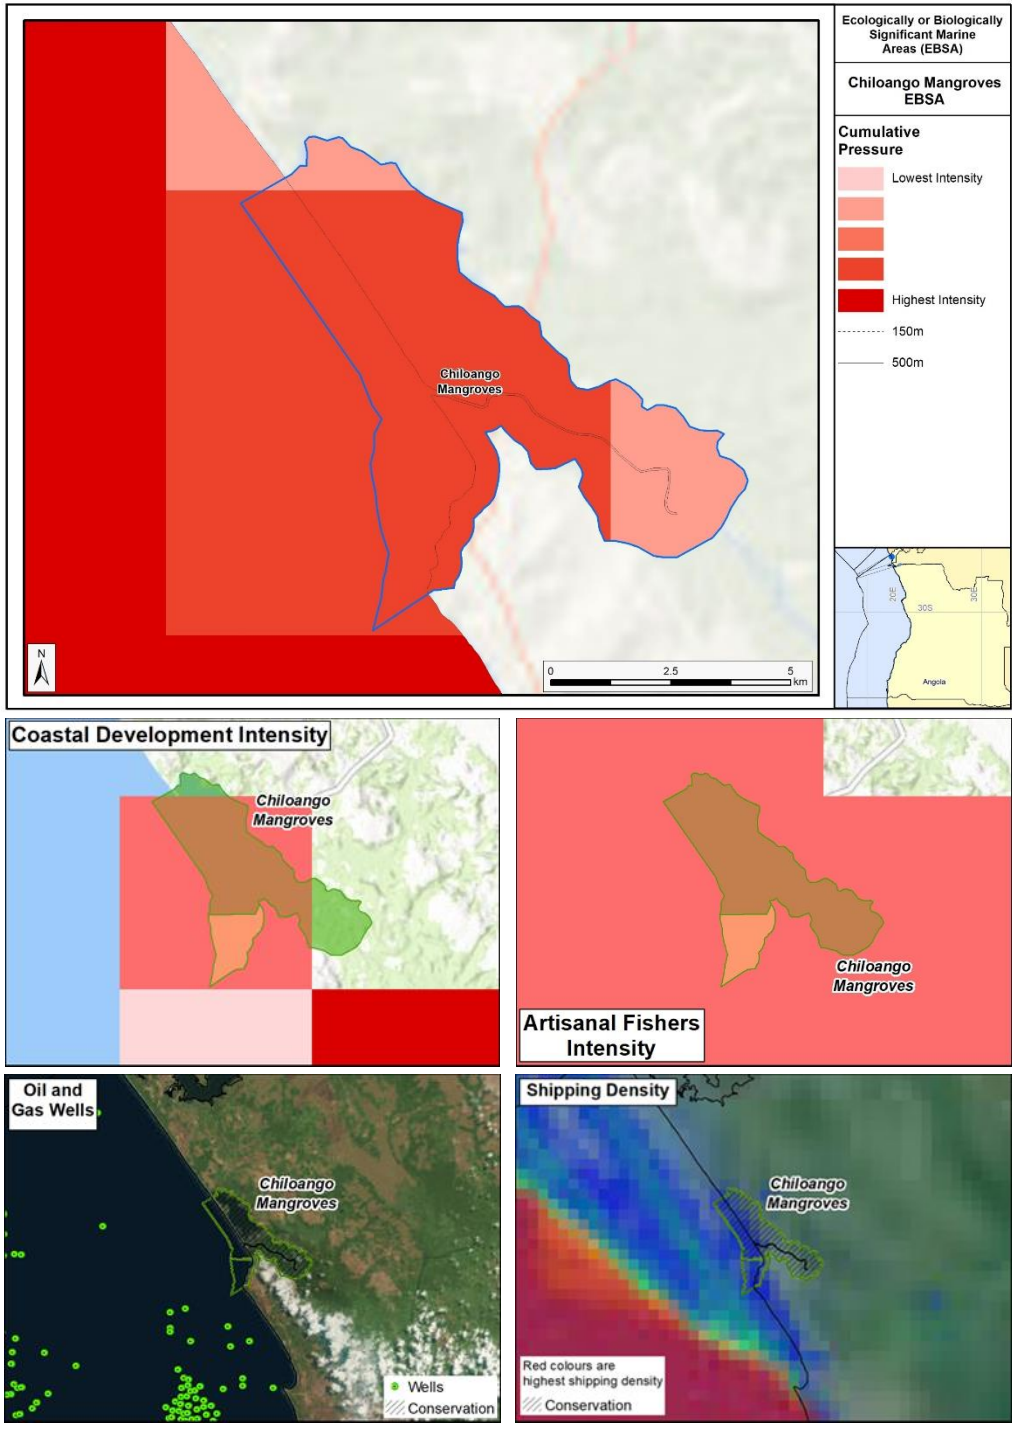 Ecologically or Biologically
Significant Marine
Areas (EBSA)
Chiloango Mangroves
EBSA
Cumulative
Pressure
Lowest Intensity
Highest Intensity
150m
500m
Chiloango
Mangroves
N
0 2.5 5
km
20E
30E
30S
Angola
Coastal Development Intensity
Chiloango
Mangroves
Chiloango
Mangroves
Artisanal Fishers
Intensity
Oil and
Gas Wells
Chiloango
Mangroves
Wells
Conservation
Shipping Density
Chiloango
Mangroves
Red colours are
highest shipping density
Conservation